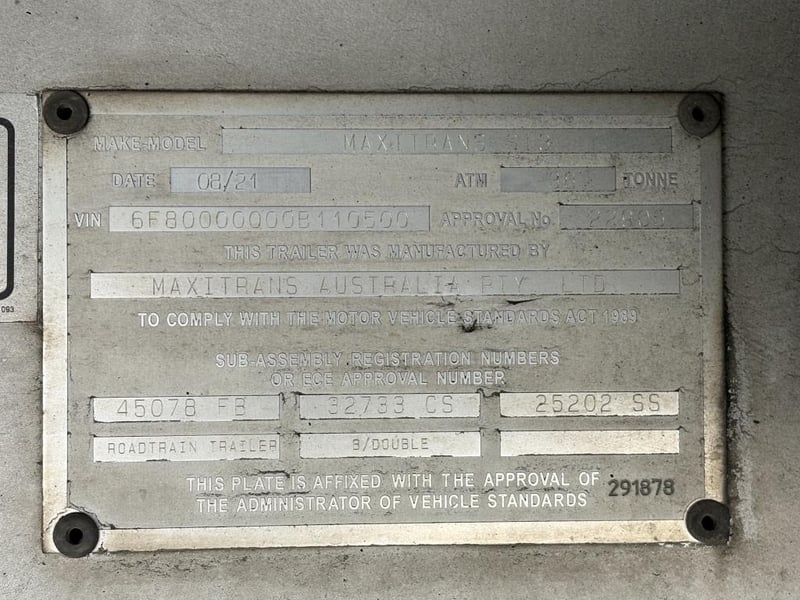 MAKE-MODEL MAXITRANS
DATE 08/21 ATM TONNE
VIN 6F80000000B110500 APPROVAL No.
THIS TRAILER WAS MANUFACTURED BY
MAXITRANS AUSTRALIA PTY. LTD.
TO COMPLY WITH THE MOTOR VEHICLE STANDARDS ACT 1989
SUB-ASSEMBLY REGISTRATION NUMBERS
OR ECE APPROVAL NUMBER
45078 FB 32733 CS 25202 SS
ROADTRAIN TRAILER B/DOUBLE
THIS PLATE IS AFFIXED WITH THE APPROVAL OF 291878
THE ADMINISTRATOR OF VEHICLE STANDARDS
093